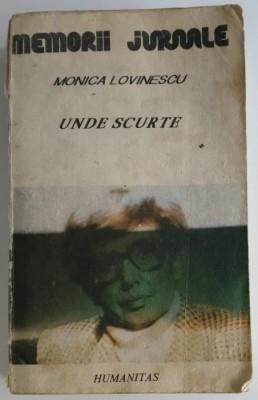 MEMORII JURNALE
MONICA LOVINESCU
UNDE SCURTE
HUMANITAS